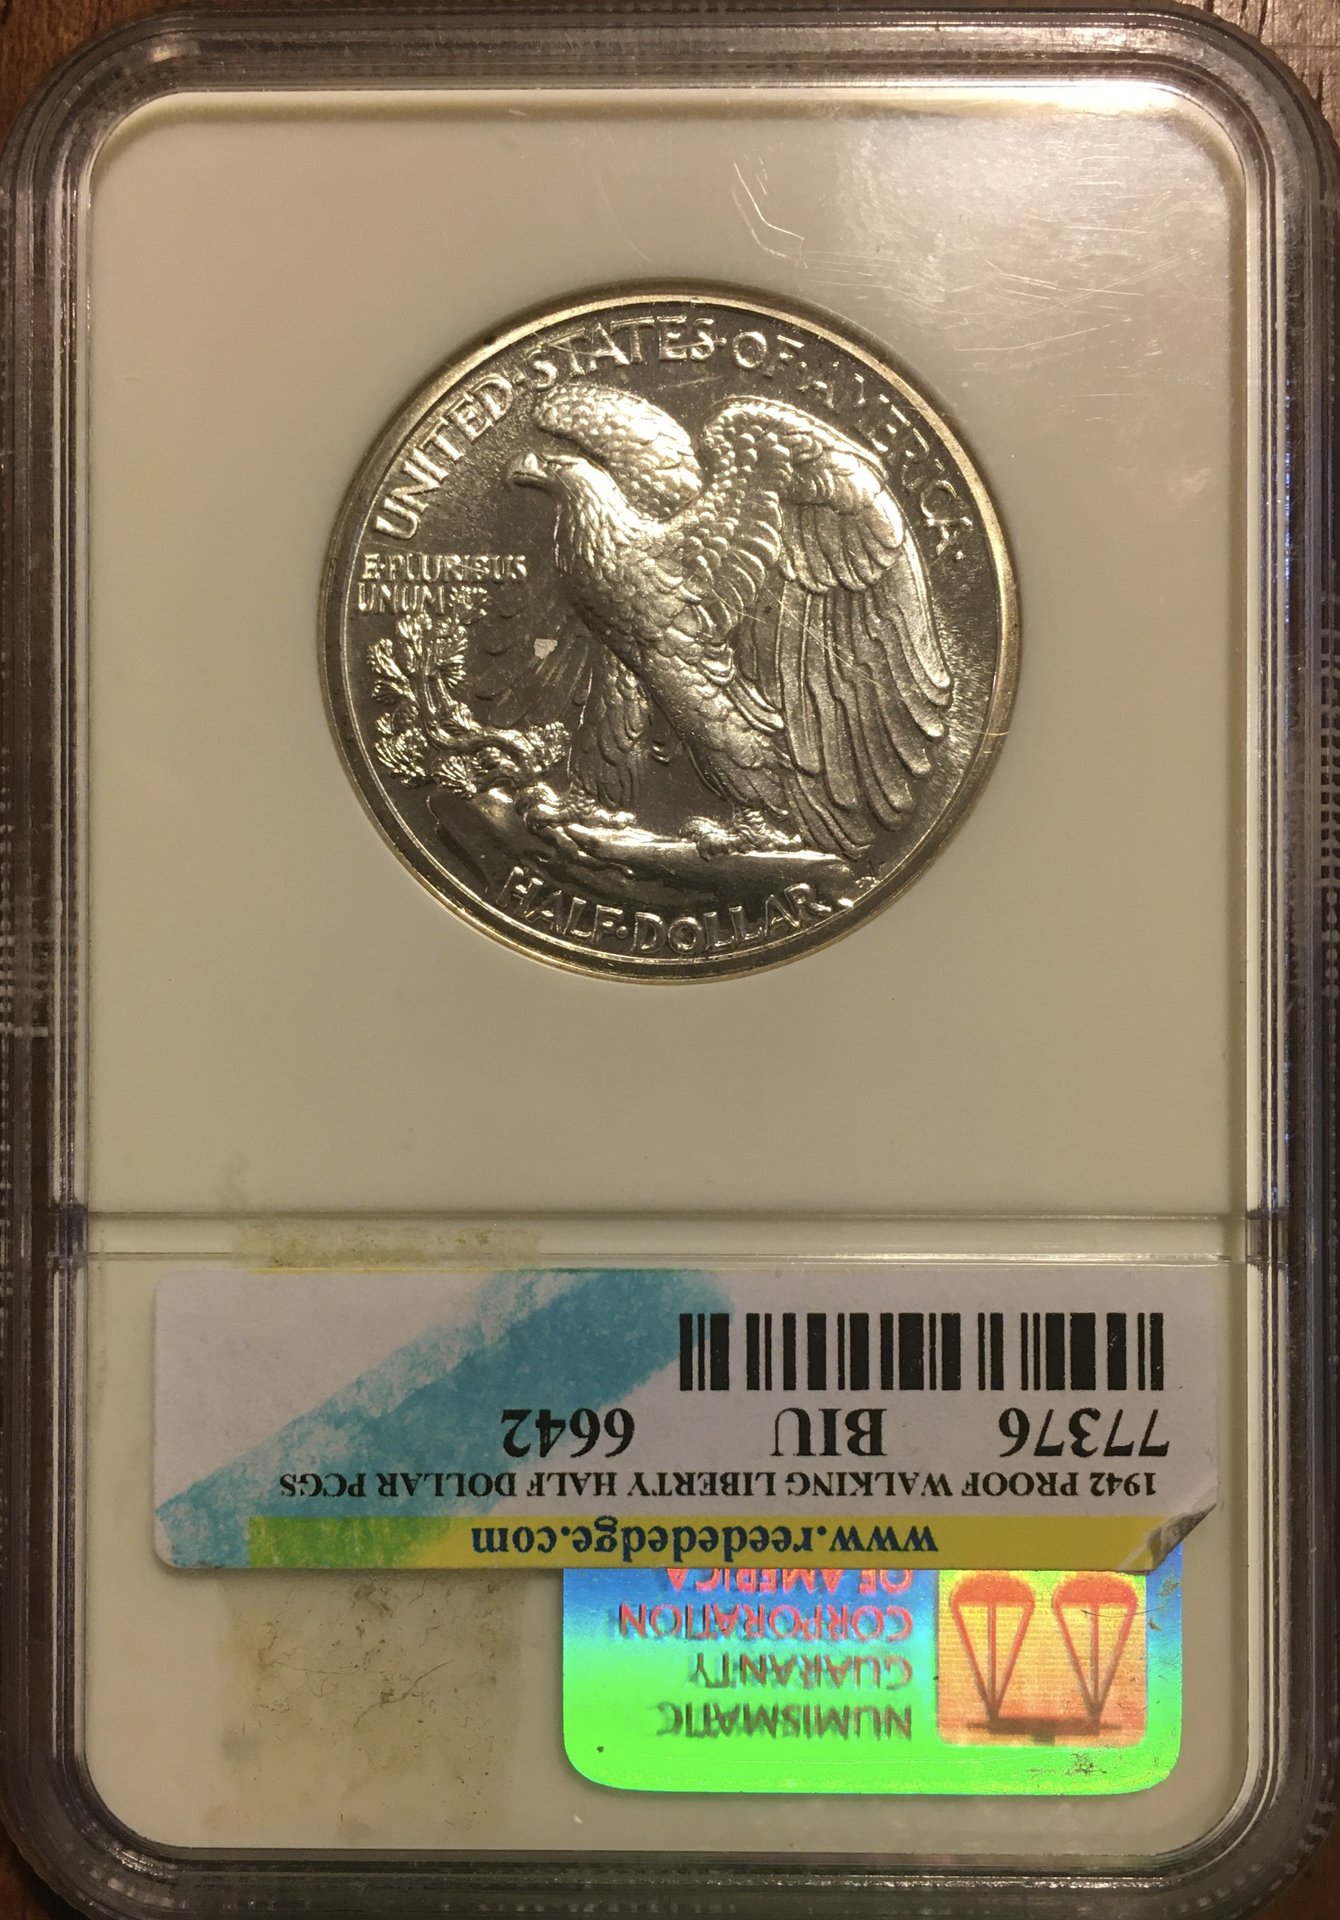 UNITED·STATES·OF·AMERICA·
E·PLURIBUS
UNUM
HALF·DOLLAR
NUMISMATIC
GUARANTY
CORPORATION
OF AMERICA
www.reededge.com
1942 PROOF WALKING LIBERTY HALF DOLLAR PCGS
77376 BIU 6642